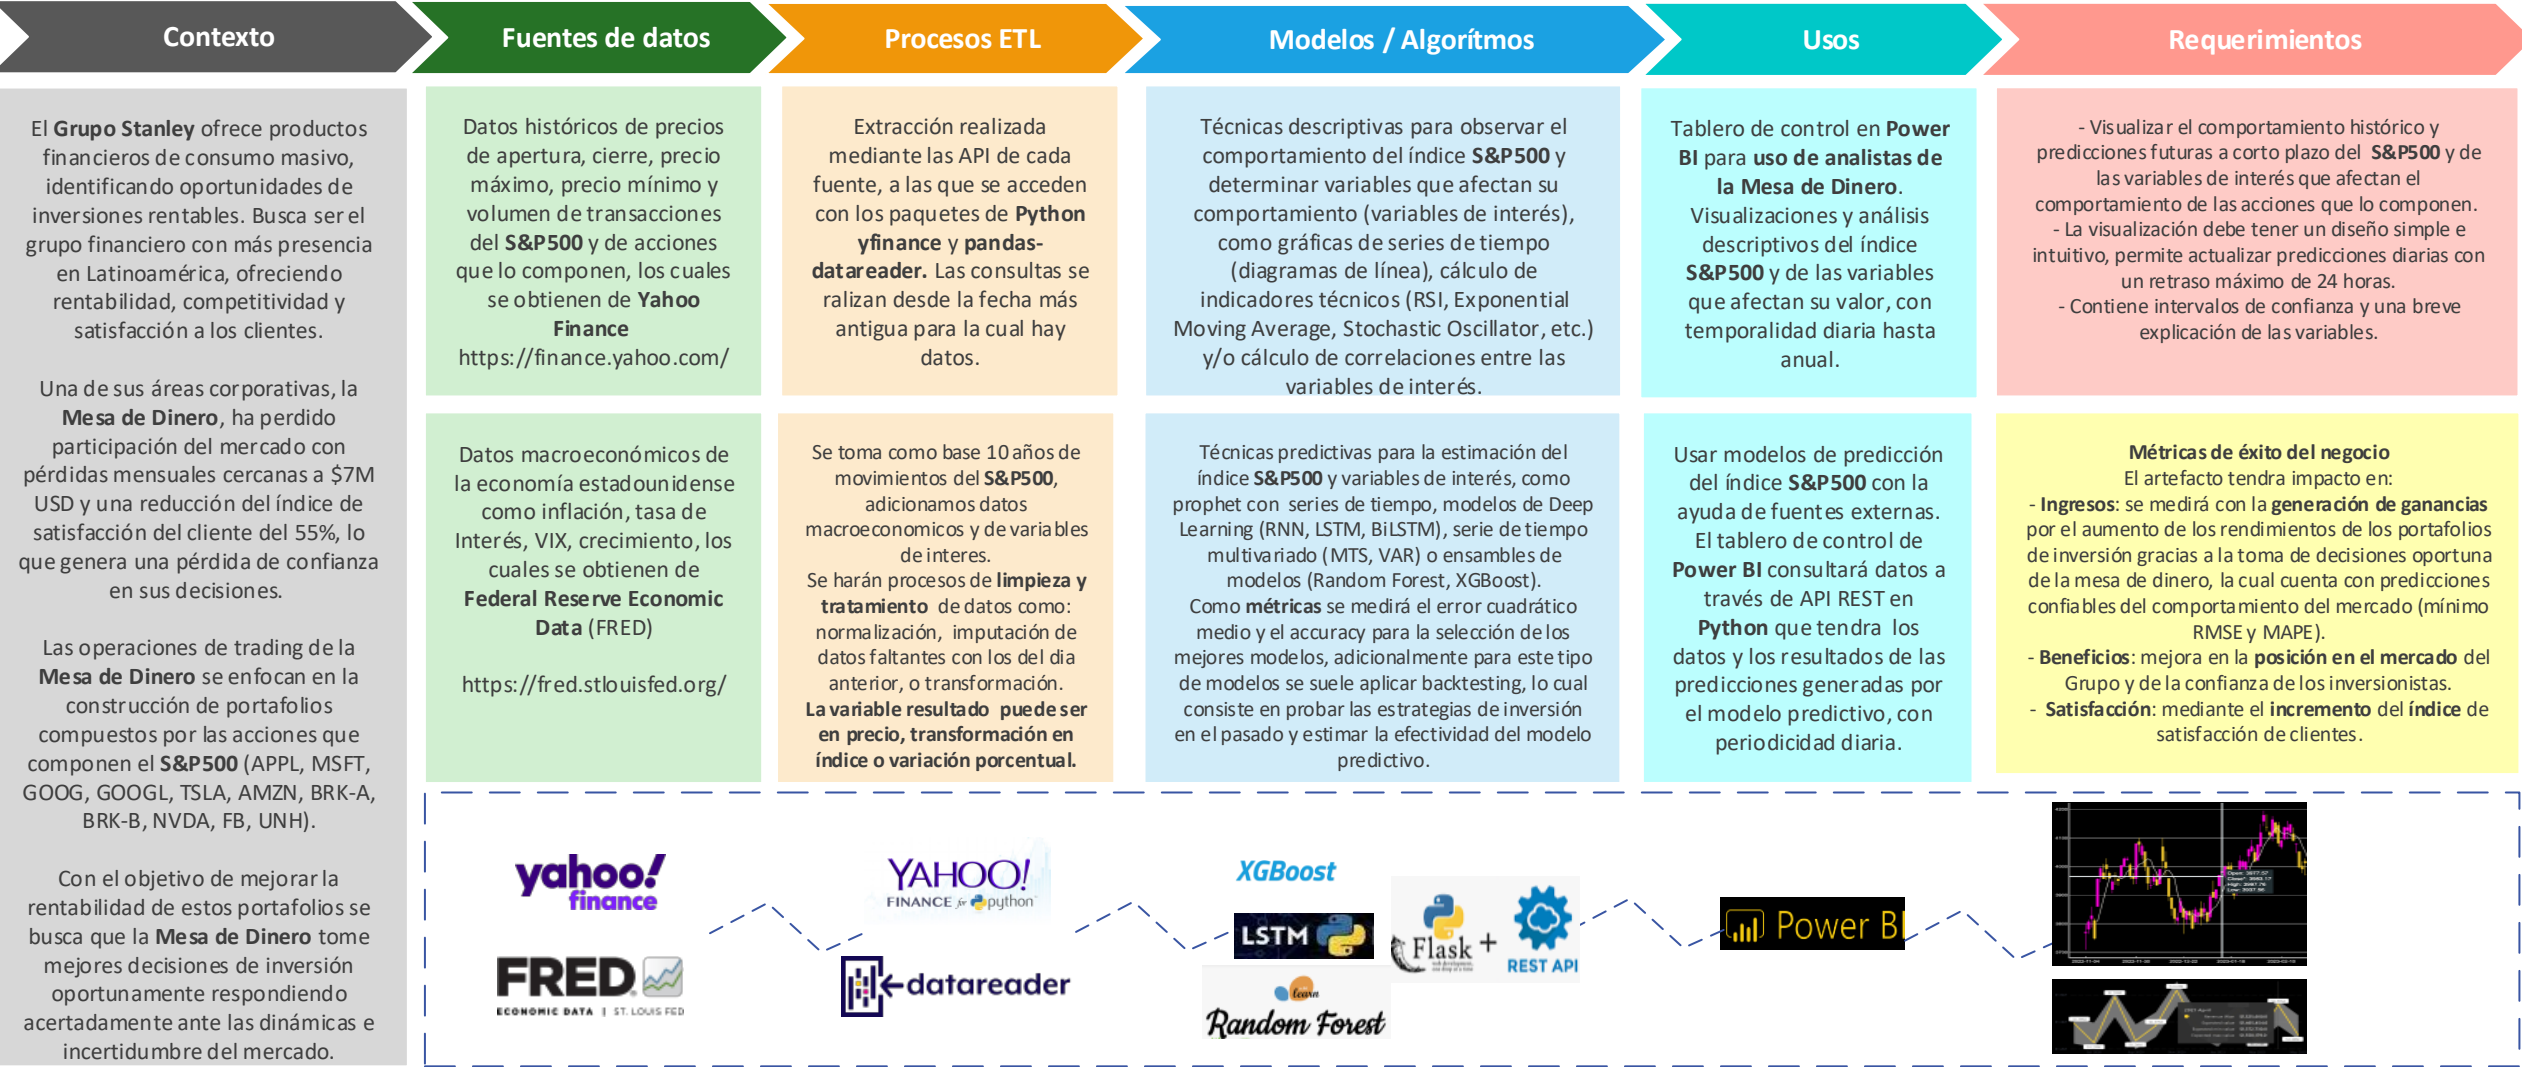 Contexto
El Grupo Stanley ofrece productos
financieros de consumo masivo,
identificando oportunidades de
inversiones rentables. Busca ser el
grupo financiero con más presencia
en Latinoamérica, ofreciendo
rentabilidad, competitividad y
satisfacción a los clientes.
Una de sus áreas corporativas, la
Mesa de Dinero, ha perdido
participación del mercado con
pérdidas mensuales cercanas a $7M
USD y una reducción del índice de
satisfacción del cliente del 55%, lo
que genera una pérdida de confianza
en sus decisiones.
Las operaciones de trading de la
Mesa de Dinero se enfocan en la
construcción de portafolios
compuestos por las acciones que
componen el S&P500 (APPL, MSFT,
GOOG, GOOGL, TSLA, AMZN, BRK-A,
BRK-B, NVDA, FB, UNH).
Con el objetivo de mejorar la
rentabilidad de estos portafolios se
busca que la Mesa de Dinero tome
mejores decisiones de inversión
oportunamente respondiendo
acertadamente ante las dinámicas e
incertidumbre del mercado.
Fuentes de datos
Datos históricos de precios
de apertura, cierre, precio
máximo, precio mínimo y
volumen de transacciones
del S&P500 y de acciones
que lo componen, los cuales
se obtienen de Yahoo
Finance
https://finance.yahoo.com/
Datos macroeconómicos de
la economía estadounidense
como inflación, tasa de
Interés, VIX, crecimiento, los
cuales se obtienen de
Federal Reserve Economic
Data (FRED)
https://fred.stlouisfed.org/
Procesos ETL
Extracción realizada
mediante las API de cada
fuente, a las que se acceden
con los paquetes de Python
yfinance y pandas-
datareader. Las consultas se
ralizan desde la fecha más
antigua para la cual hay
datos.
Se toma como base 10 años de
movimientos del S&P500,
adicionamos datos
macroeconomicos y de variables
de interes.
Se harán procesos de limpieza y
tratamiento de datos como:
normalización, imputación de
datos faltantes con los del dia
anterior, o transformación.
La variable resultado puede ser
en precio, transformación en
índice o variación porcentual.
Modelos / Algorítmos
Técnicas descriptivas para observar el
comportamiento del índice S&P500 y
determinar variables que afectan su
comportamiento (variables de interés),
como gráficas de series de tiempo
(diagramas de línea), cálculo de
indicadores técnicos (RSI, Exponential
Moving Average, Stochastic Oscillator, etc.)
y/o cálculo de correlaciones entre las
variables de interés.
Técnicas predictivas para la estimación del
índice S&P500 y variables de interés, como
prophet con series de tiempo, modelos de Deep
Learning (RNN, LSTM, BiLSTM), serie de tiempo
multivariado (MTS, VAR) o ensambles de
modelos (Random Forest, XGBoost).
Como métricas se medirá el error cuadrático
medio y el accuracy para la selección de los
mejores modelos, adicionalmente para este tipo
de modelos se suele aplicar backtesting, lo cual
consiste en probar las estrategias de inversión
en el pasado y estimar la efectividad del modelo
predictivo.
Usos
Tablero de control en Power
BI para uso de analistas de
la Mesa de Dinero.
Visualizaciones y análisis
descriptivos del índice
S&P500 y de las variables
que afectan su valor, con
temporalidad diaria hasta
anual.
Usar modelos de predicción
del índice S&P500 con la
ayuda de fuentes externas.
El tablero de control de
Power BI consultará datos a
través de API REST en
Python que tendra los
datos y los resultados de las
predicciones generadas por
el modelo predictivo, con
periodicidad diaria.
Requerimientos
- Visualizar el comportamiento histórico y
predicciones futuras a corto plazo del S&P500 y de
las variables de interés que afectan el
comportamiento de las acciones que lo componen.
- La visualización debe tener un diseño simple e
intuitivo, permite actualizar predicciones diarias con
un retraso máximo de 24 horas.
- Contiene intervalos de confianza y una breve
explicación de las variables.
Métricas de éxito del negocio
El artefacto tendra impacto en:
- Ingresos: se medirá con la generación de ganancias
por el aumento de los rendimientos de los portafolios
de inversión gracias a la toma de decisiones oportuna
de la mesa de dinero, la cual cuenta con predicciones
confiables del comportamiento del mercado (mínimo
RMSE y MAPE).
- Beneficios: mejora en la posición en el mercado del
Grupo y de la confianza de los inversionistas.
- Satisfacción: mediante el incremento del índice de
satisfacción de clientes.
yahoo!
finance
FRED
ECONOMIC DATA | ST. LOUIS FED
YAHOO!
FINANCE for python
datareader
XGBoost
LSTM
learn
Random Forest
Flask
+
REST API
Power BI